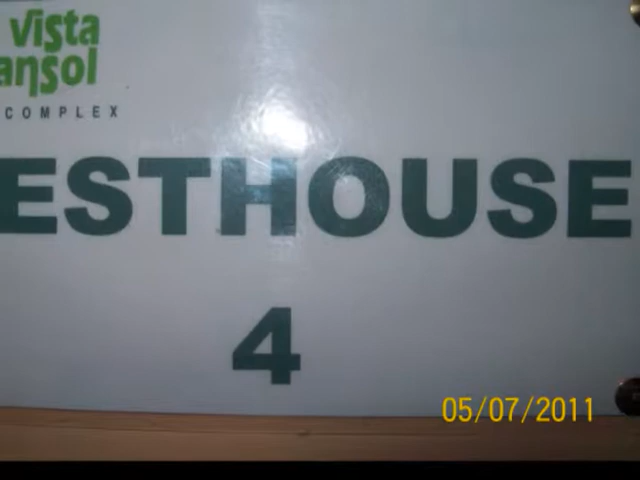 Vista
ansol
COMPLEX
ESTHOUSE
4
05/07/2011